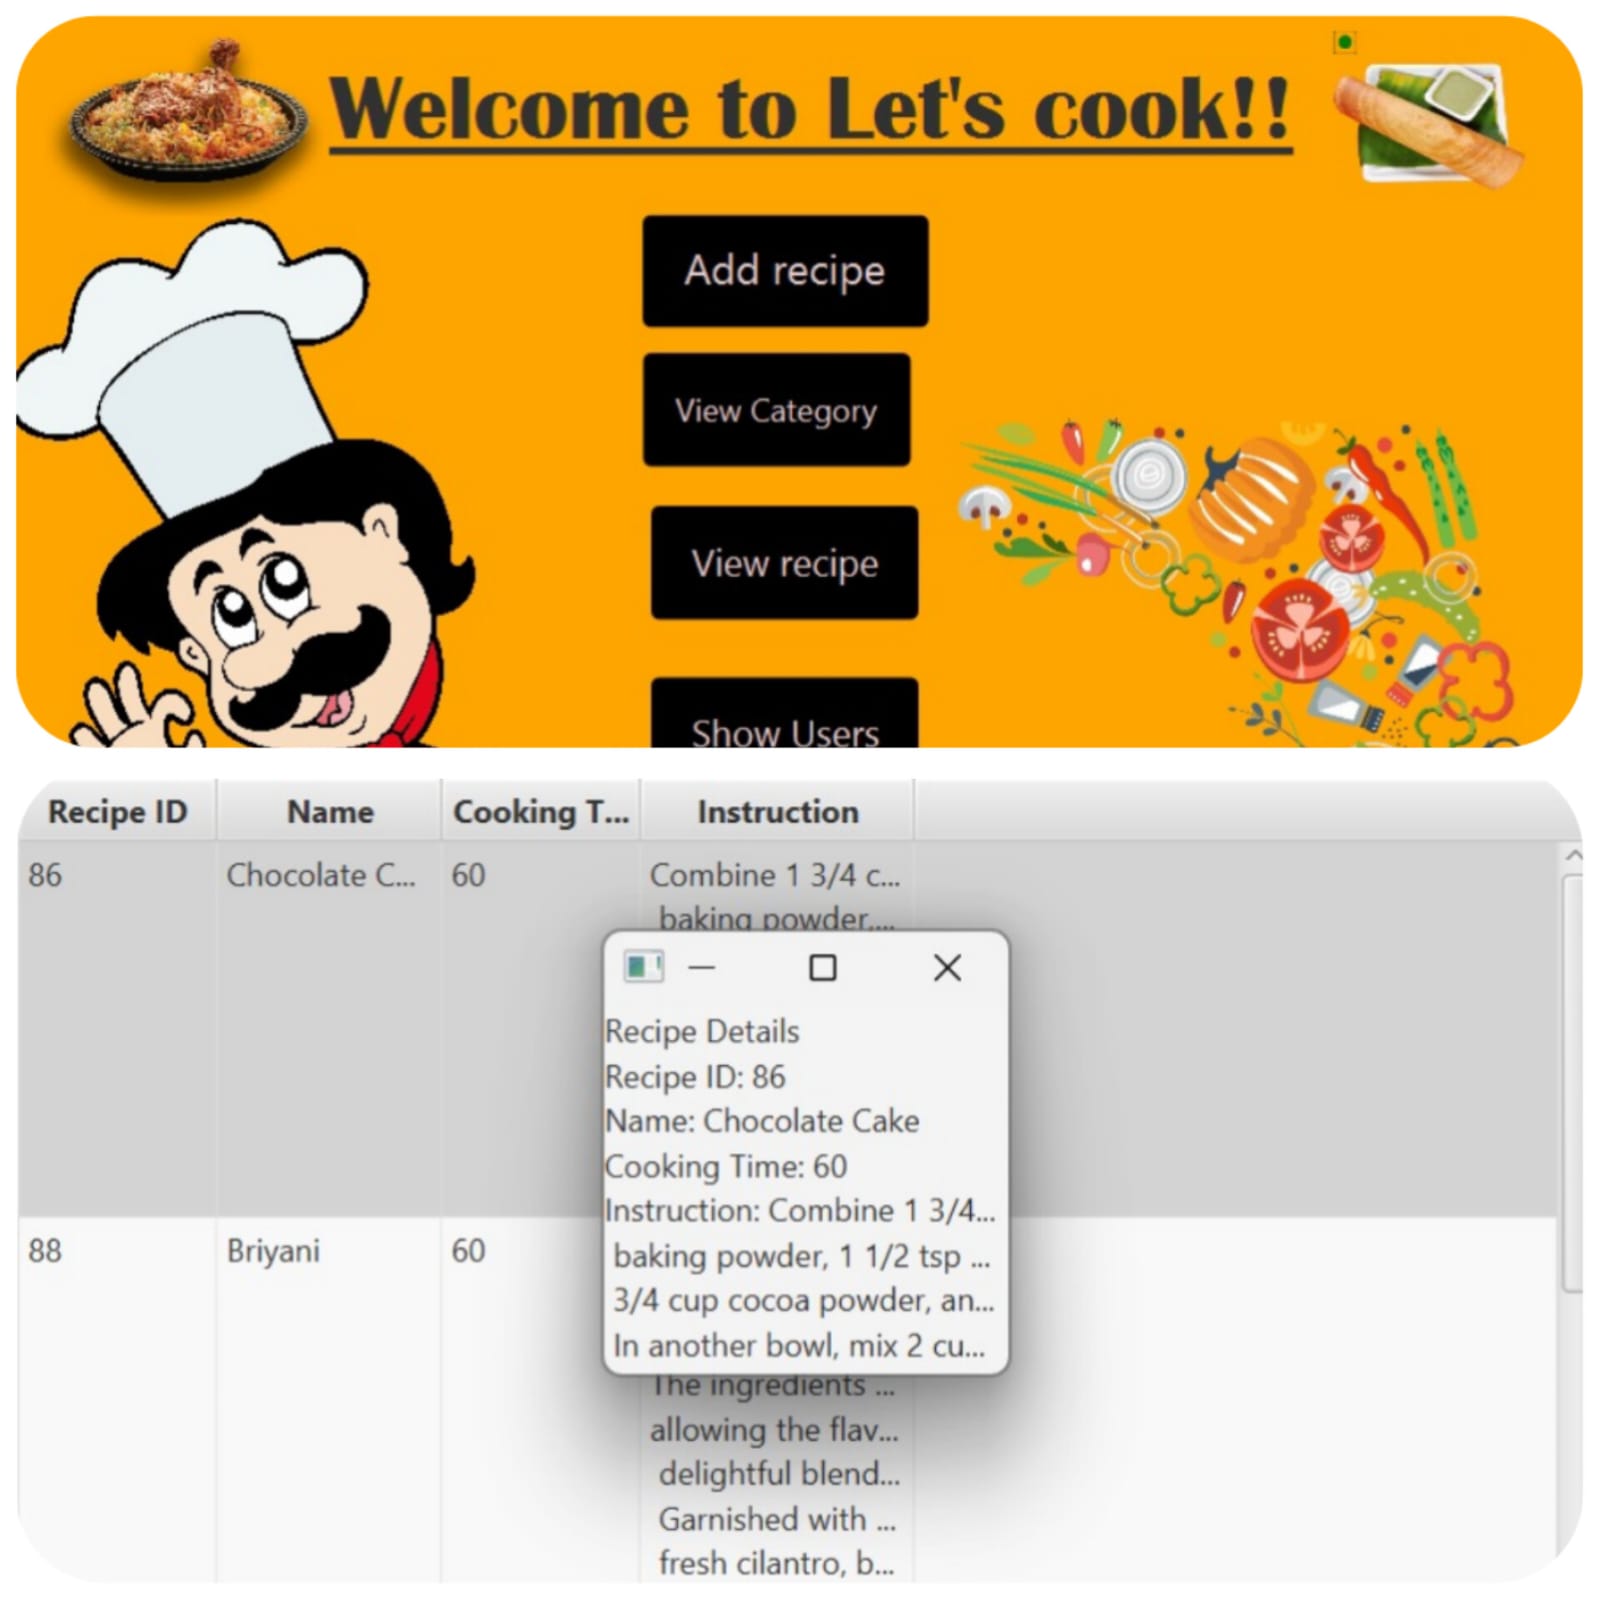 Welcome to Let's cook!!
Add recipe
View Category
View recipe
Show Users
Recipe ID Name Cooking T... Instruction
86 Chocolate C... 60 Combine 1 3/4 c...
baking powder,...
Recipe Details
Recipe ID: 86
Name: Chocolate Cake
Cooking Time: 60
Instruction: Combine 1 3/4...
baking powder, 1 1/2 tsp ...
3/4 cup cocoa powder, an...
In another bowl, mix 2 cu...
88 Briyani 60
The ingredients ...
allowing the flav...
delightful blend...
Garnished with ...
fresh cilantro, b...